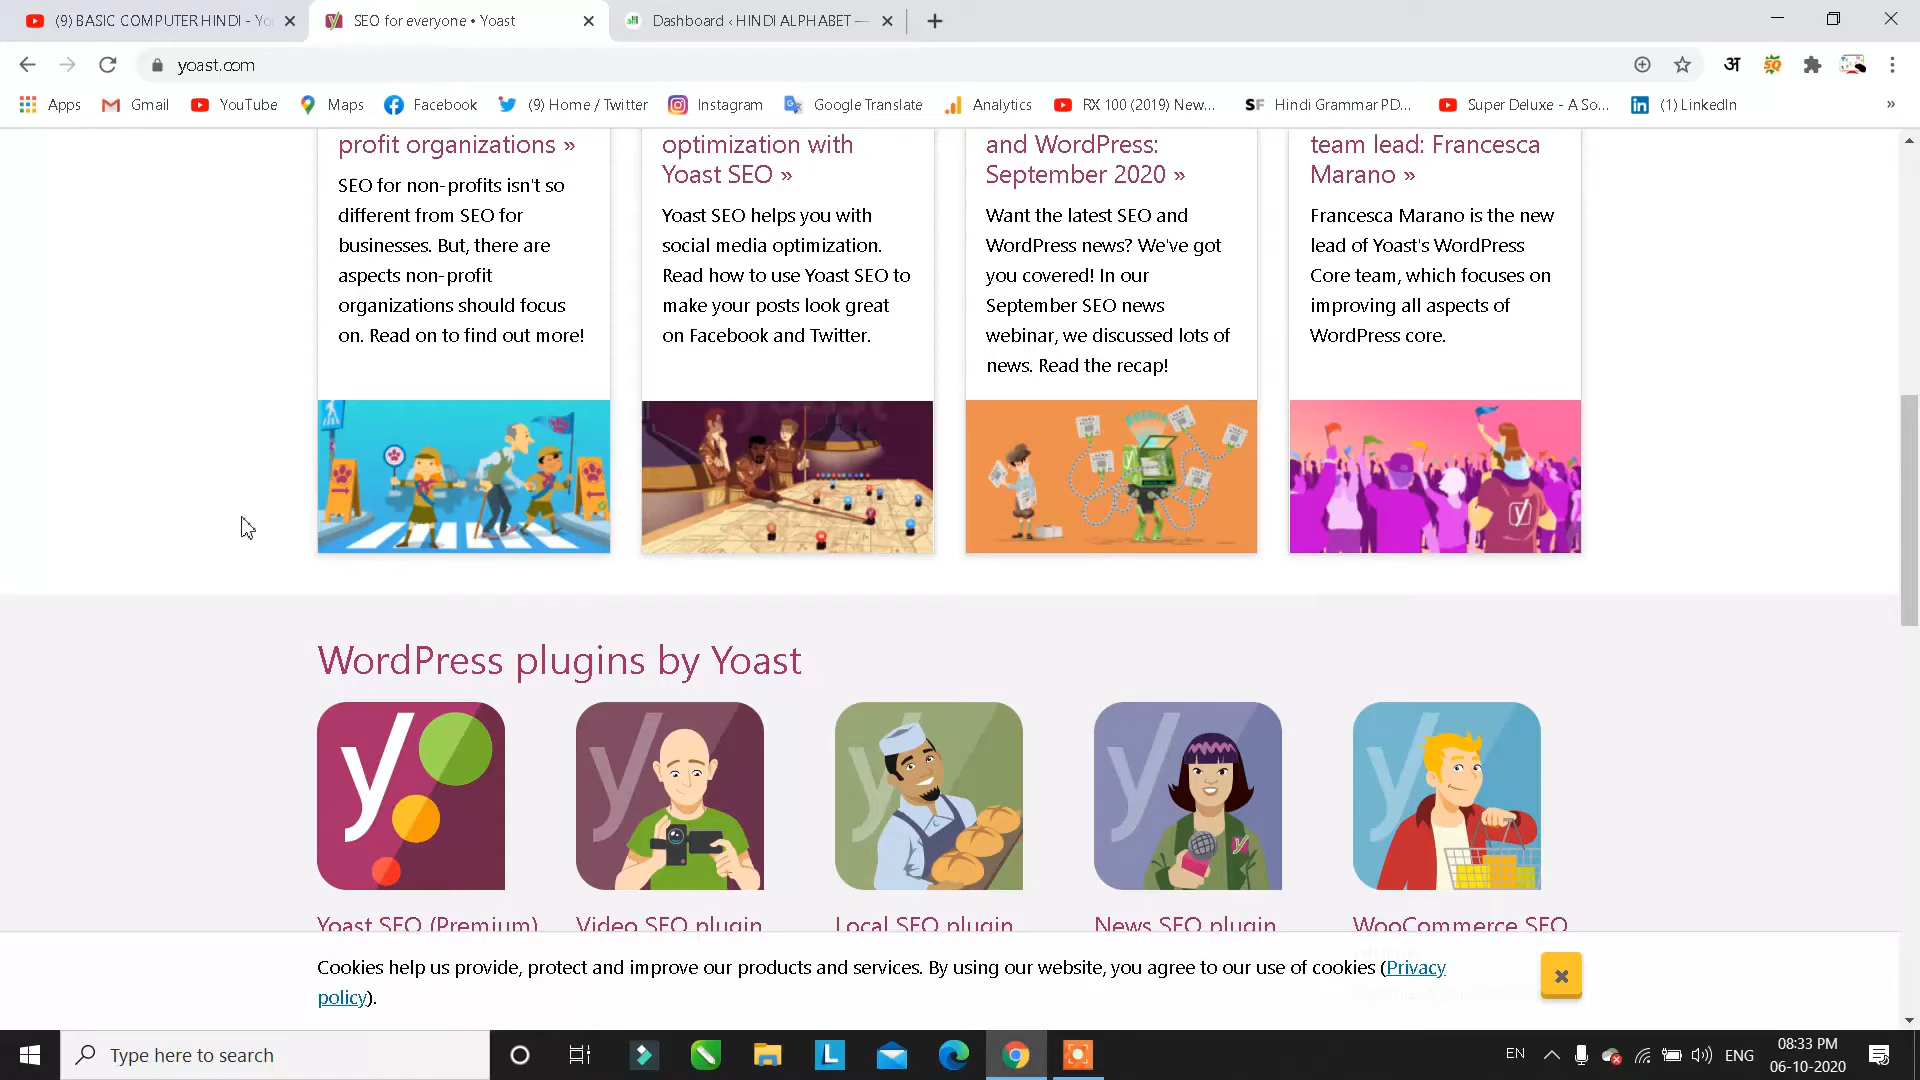 (9) BASIC COMPUTER HINDI - Yo
SEO for everyone • Yoast
Dashboard ‹ HINDI ALPHABET —
yoast.com
अ
SQ
Apps
Gmail
YouTube
Maps
Facebook
(9) Home / Twitter
Instagram
Google Translate
Analytics
RX 100 (2019) New...
SF Hindi Grammar PD...
Super Deluxe - A So...
(1) LinkedIn
»
profit organizations »
SEO for non-profits isn't so
different from SEO for
businesses. But, there are
aspects non-profit
organizations should focus
on. Read on to find out more!
optimization with
Yoast SEO »
Yoast SEO helps you with
social media optimization.
Read how to use Yoast SEO to
make your posts look great
on Facebook and Twitter.
and WordPress:
September 2020 »
Want the latest SEO and
WordPress news? We've got
you covered! In our
September SEO news
webinar, we discussed lots of
news. Read the recap!
team lead: Francesca
Marano »
Francesca Marano is the new
lead of Yoast's WordPress
Core team, which focuses on
improving all aspects of
WordPress core.
WordPress plugins by Yoast
Yoast SEO (Premium)
Video SEO plugin
Local SEO plugin
News SEO plugin
WooCommerce SEO
Cookies help us provide, protect and improve our products and services. By using our website, you agree to our use of cookies (Privacy
policy).
Type here to search
EN
ENG
08:33 PM
06-10-2020